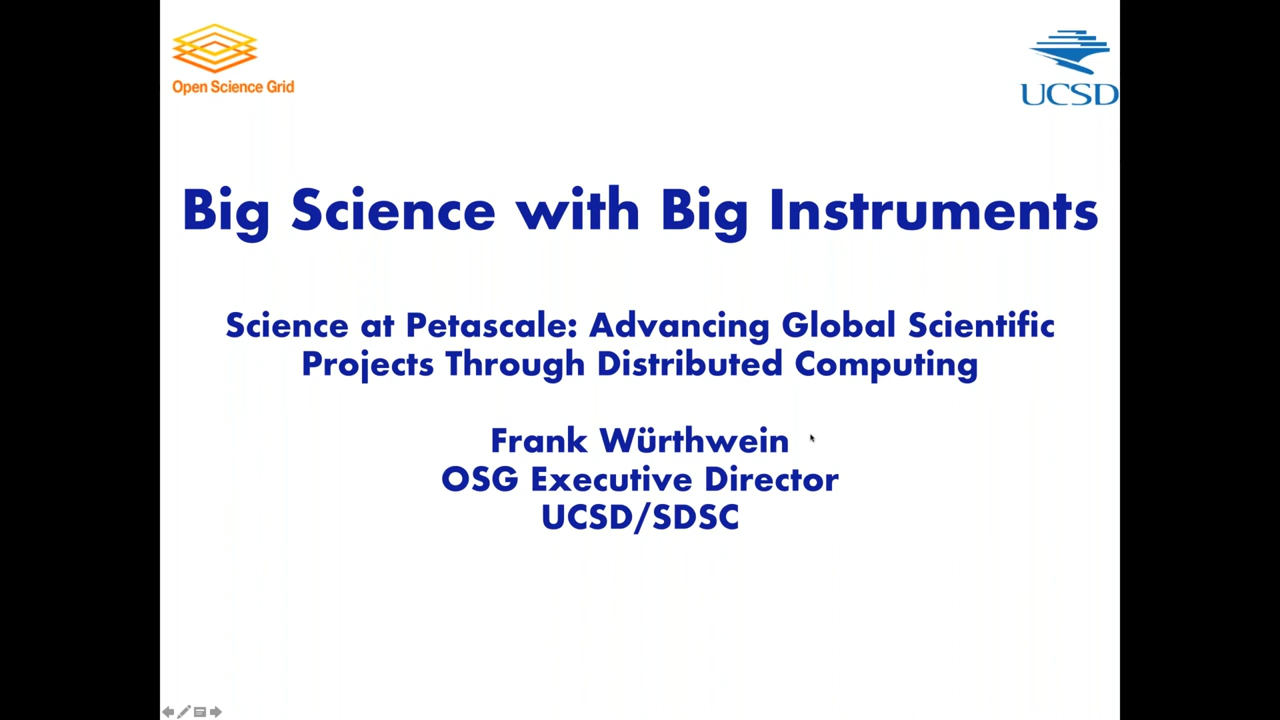 Open Science Grid
UCSD
Big Science with Big Instruments
Science at Petascale: Advancing Global Scientific
Projects Through Distributed Computing
Frank Würthwein
OSG Executive Director
UCSD/SDSC